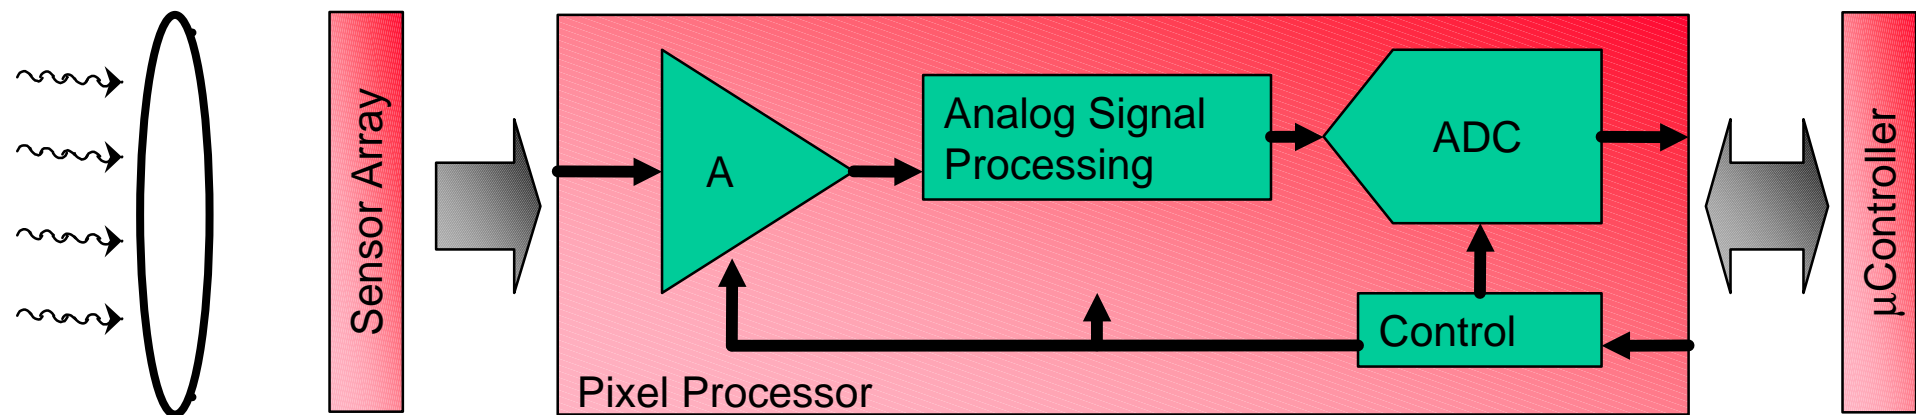 Sensor Array
A
Analog Signal
Processing
ADC
Control
Pixel Processor
µController